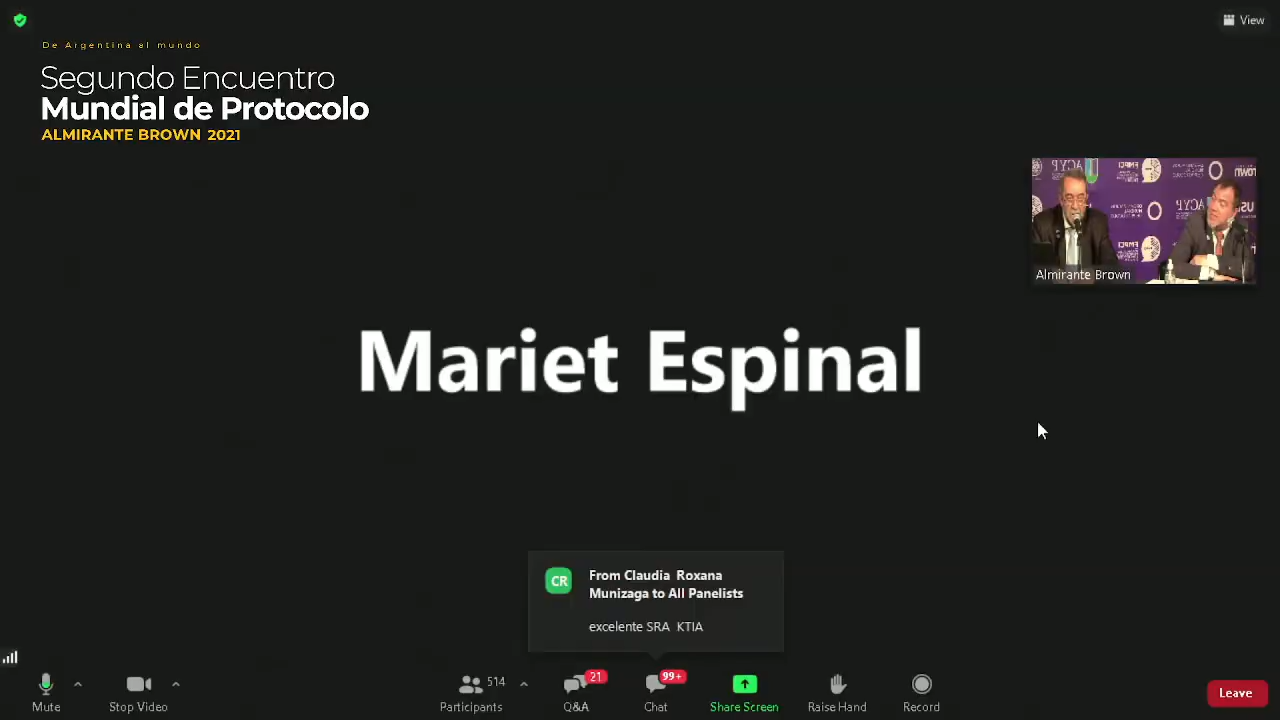 View
De Argentina al mundo
Segundo Encuentro
Mundial de Protocolo
ALMIRANTE BROWN 2021
Almirante Brown
Mariet Espinal
CR
From Claudia Roxana
Munizaga to All Panelists
excelente SRA KTIA
514
21
99+
Mute
Stop Video
Participants
Q&A
Chat
Share Screen
Raise Hand
Record
Leave